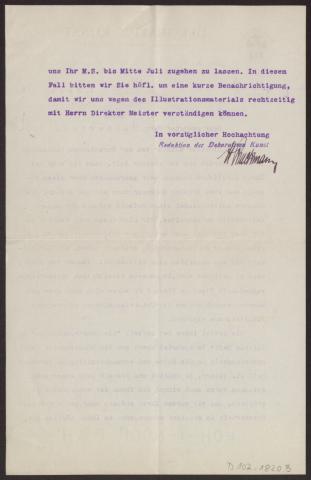 uns Ihr M.S. bis Mitte Juli zugehen zu lassen. In diesem
Fall bitten wir Sie höfl. um eine kurze Benachrichtigung,
damit wir uns wegen des Illustrationsmaterials rechtzeitig
mit Herrn Direktor Meister verständigen können.
In vorzüglicher Hochachtung
Redaktion der Dekorativen Kunst
D 102-1820 3